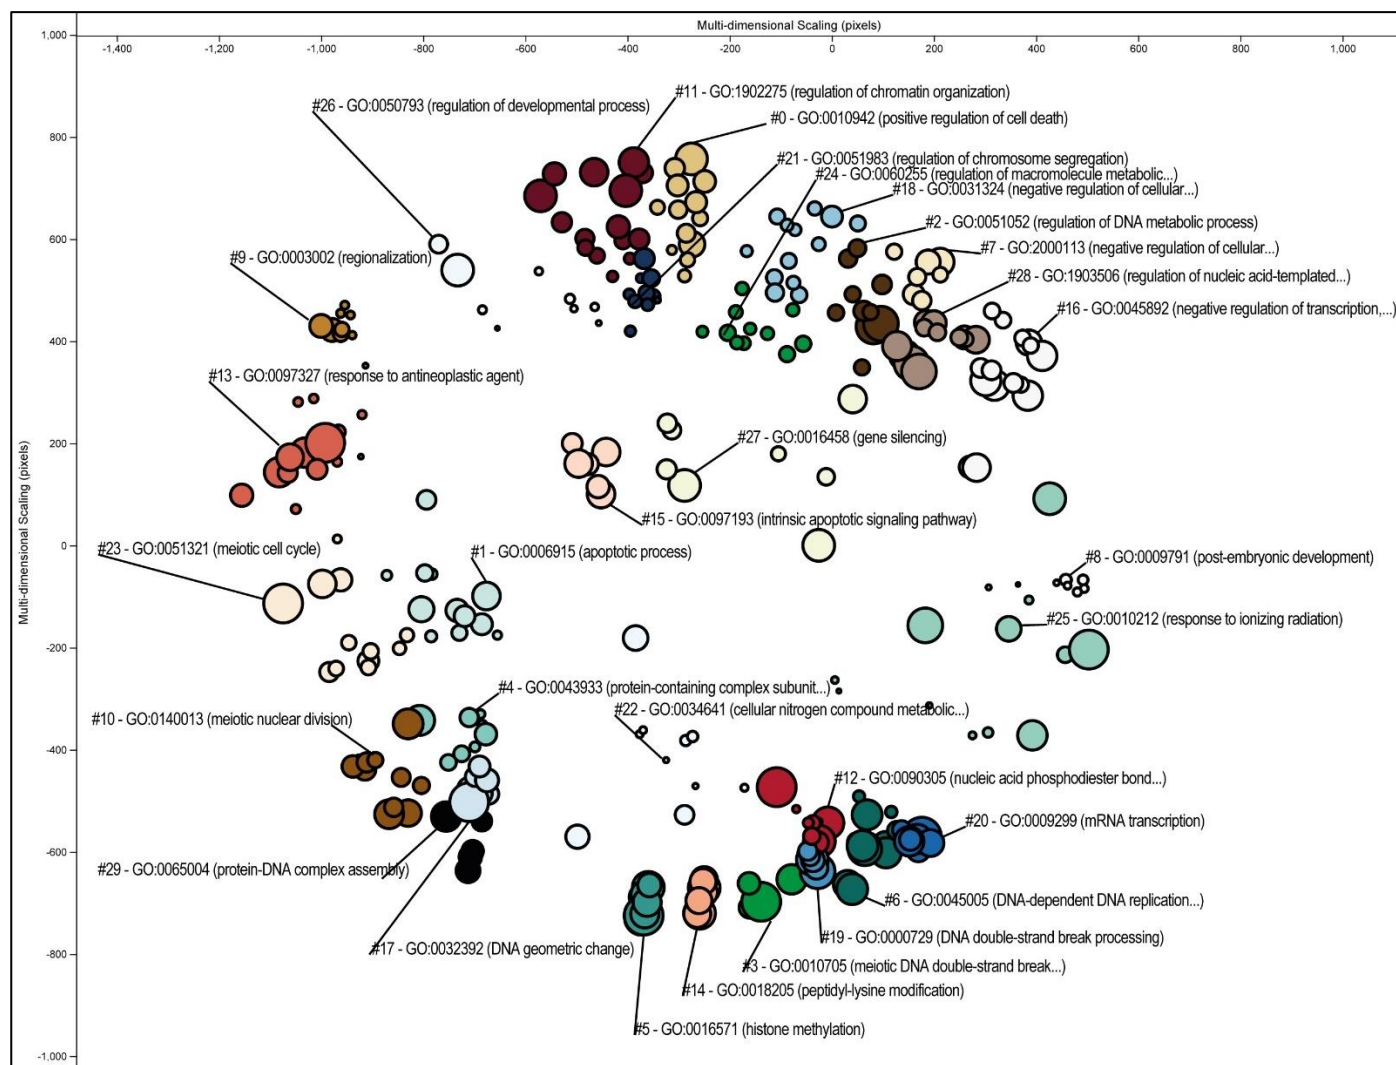 Multi-dimensional Scaling (pixels)
1,000
-1,400
-1,200
-1,000
-800
-600
-400
-200
0
200
400
600
800
1,000
#11 - GO:1902275 (regulation of chromatin organization)
#26 - GO:0050793 (regulation of developmental process)
#0 - GO:0010942 (positive regulation of cell death)
800
#21 - GO:0051983 (regulation of chromosome segregation)
#24 - GO:0060255 (regulation of macromolecule metabolic...)
#18 - GO:0031324 (negative regulation of cellular...)
#2 - GO:0051052 (regulation of DNA metabolic process)
600
#7 - GO:2000113 (negative regulation of cellular...)
#9 - GO:0003002 (regionalization)
#28 - GO:1903506 (regulation of nucleic acid-templated...)
#16 - GO:0045892 (negative regulation of transcription,...)
400
#13 - GO:0097327 (response to antineoplastic agent)
Multi-dimensional Scaling (pixels)
200
#27 - GO:0016458 (gene silencing)
#15 - GO:0097193 (intrinsic apoptotic signaling pathway)
0
#23 - GO:0051321 (meiotic cell cycle)
#1 - GO:0006915 (apoptotic process)
#8 - GO:0009791 (post-embryonic development)
#25 - GO:0010212 (response to ionizing radiation)
-200
#4 - GO:0043933 (protein-containing complex subunit...)
#22 - GO:0034641 (cellular nitrogen compound metabolic...)
#10 - GO:0140013 (meiotic nuclear division)
-400
#12 - GO:0090305 (nucleic acid phosphodiester bond...)
#20 - GO:0009299 (mRNA transcription)
-600
#29 - GO:0065004 (protein-DNA complex assembly)
#6 - GO:0045005 (DNA-dependent DNA replication...)
#19 - GO:0000729 (DNA double-strand break processing)
#17 - GO:0032392 (DNA geometric change)
-800
#3 - GO:0010705 (meiotic DNA double-strand break...)
#14 - GO:0018205 (peptidyl-lysine modification)
#5 - GO:0016571 (histone methylation)
-1,000